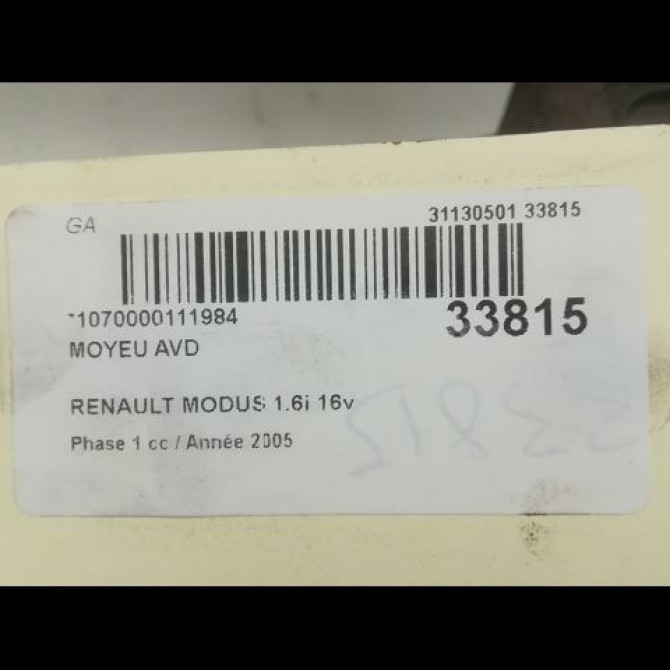 GA
31130501 33815
*1070000111984
33815
MOYEU AVD
RENAULT MODUS 1.6i 16v
33815
Phase 1 cc / Année 2005